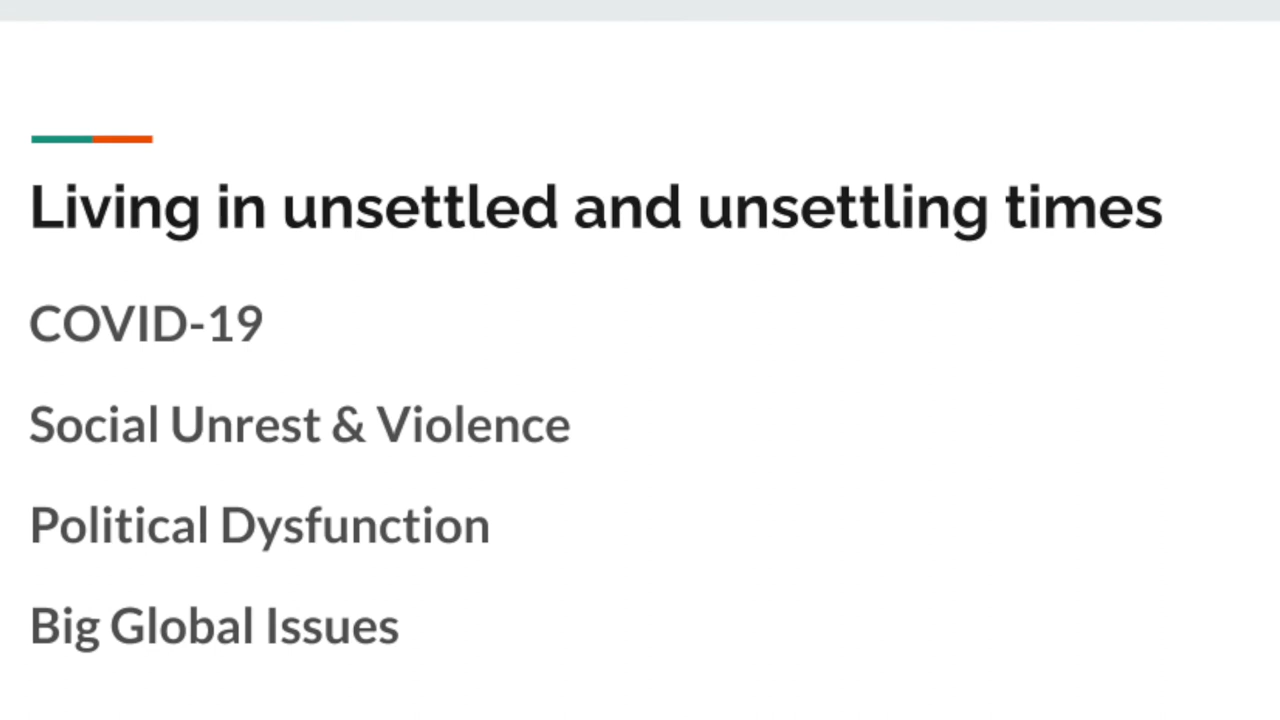 Living in unsettled and unsettling times
COVID-19
Social Unrest & Violence
Political Dysfunction
Big Global Issues